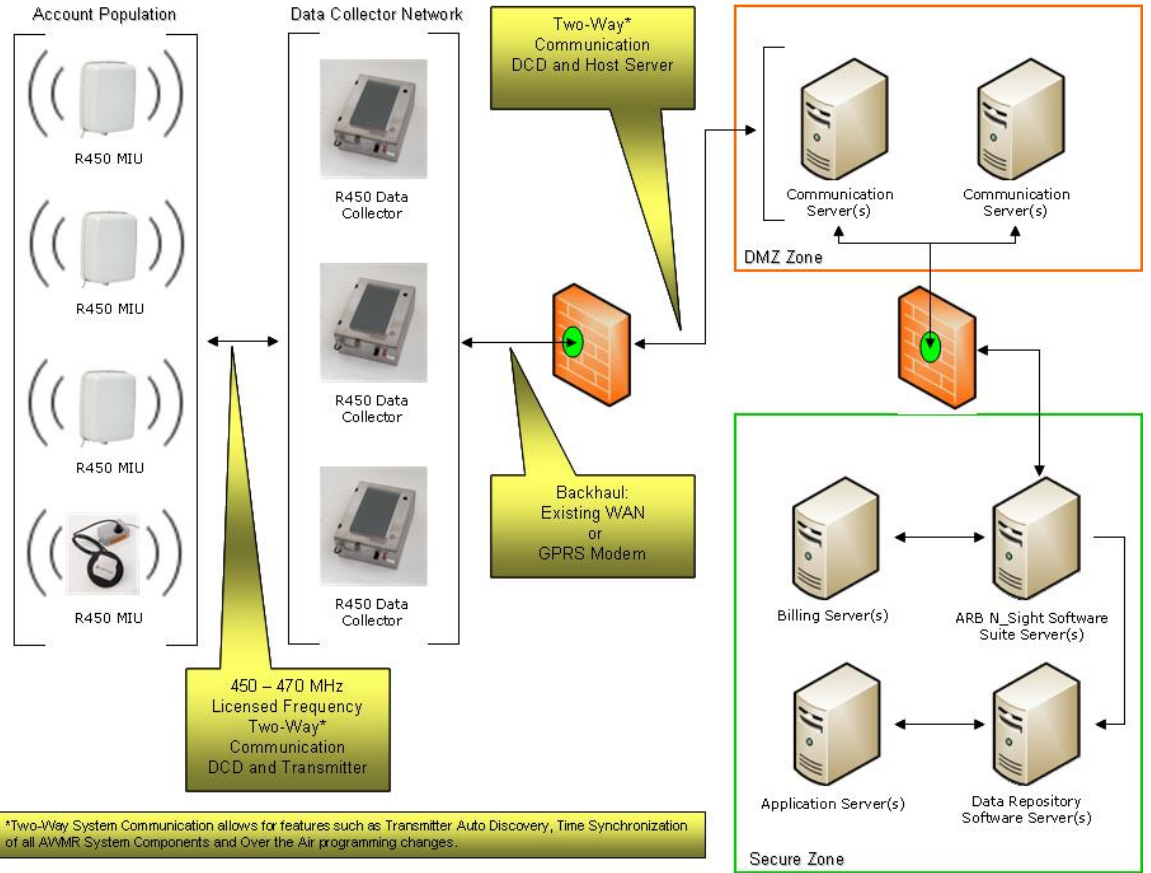 Account Population
R450 MIU
R450 MIU
R450 MIU
R450 MIU
Data Collector Network
R450 Data
Collector
R450 Data
Collector
R450 Data
Collector
450 – 470 MHz
Licensed Frequency
Two-Way*
Communication
DCD and Transmitter
Two-Way*
Communication
DCD and Host Server
Backhaul:
Existing WAN
or
GPRS Modem
Communication
Server(s)
Communication
Server(s)
DMZ Zone
Billing Server(s)
ARB N_Sight Software
Suite Server(s)
Application Server(s)
Data Repository
Software Server(s)
Secure Zone
*Two-Way System Communication allows for features such as Transmitter Auto Discovery, Time Synchronization
of all AWMR System Components and Over the Air programming changes.